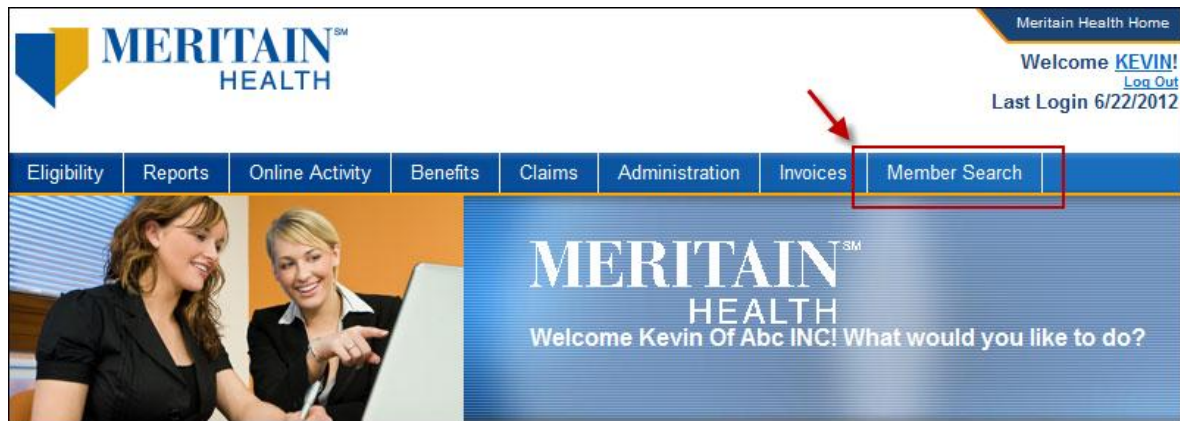 MERITAIN℠
HEALTH
Meritain Health Home
Welcome KEVIN!
Log Out
Last Login 6/22/2012
Eligibility Reports Online Activity Benefits Claims Administration Invoices Member Search
MERITAIN℠
HEALTH
Welcome Kevin Of Abc INC! What would you like to do?